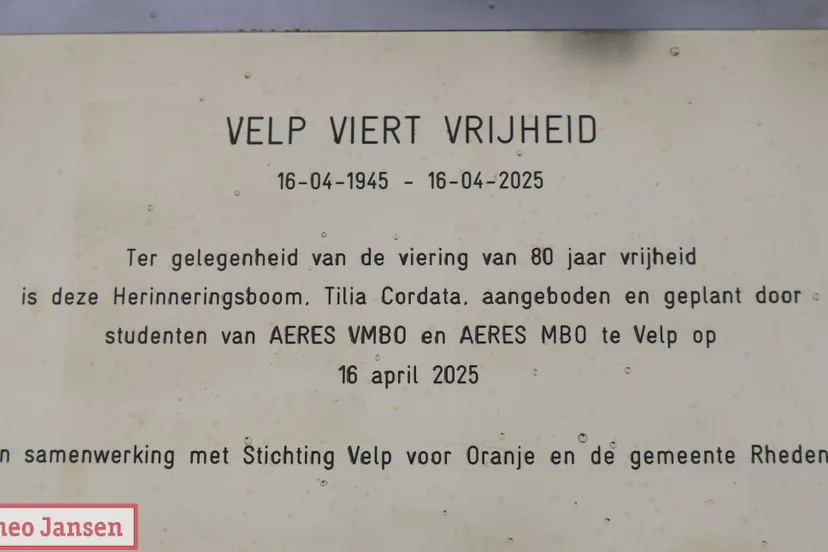 VELP VIERT VRIJHEID
16-04-1945 - 16-04-2025
Ter gelegenheid van de viering van 80 jaar vrijheid
is deze Herinneringsboom, Tilia Cordata, aangeboden en geplant door
studenten van AERES VMBO en AERES MBO te Velp op
16 april 2025
n samenwerking met Stichting Velp voor Oranje en de gemeente Rheden
heo Jansen